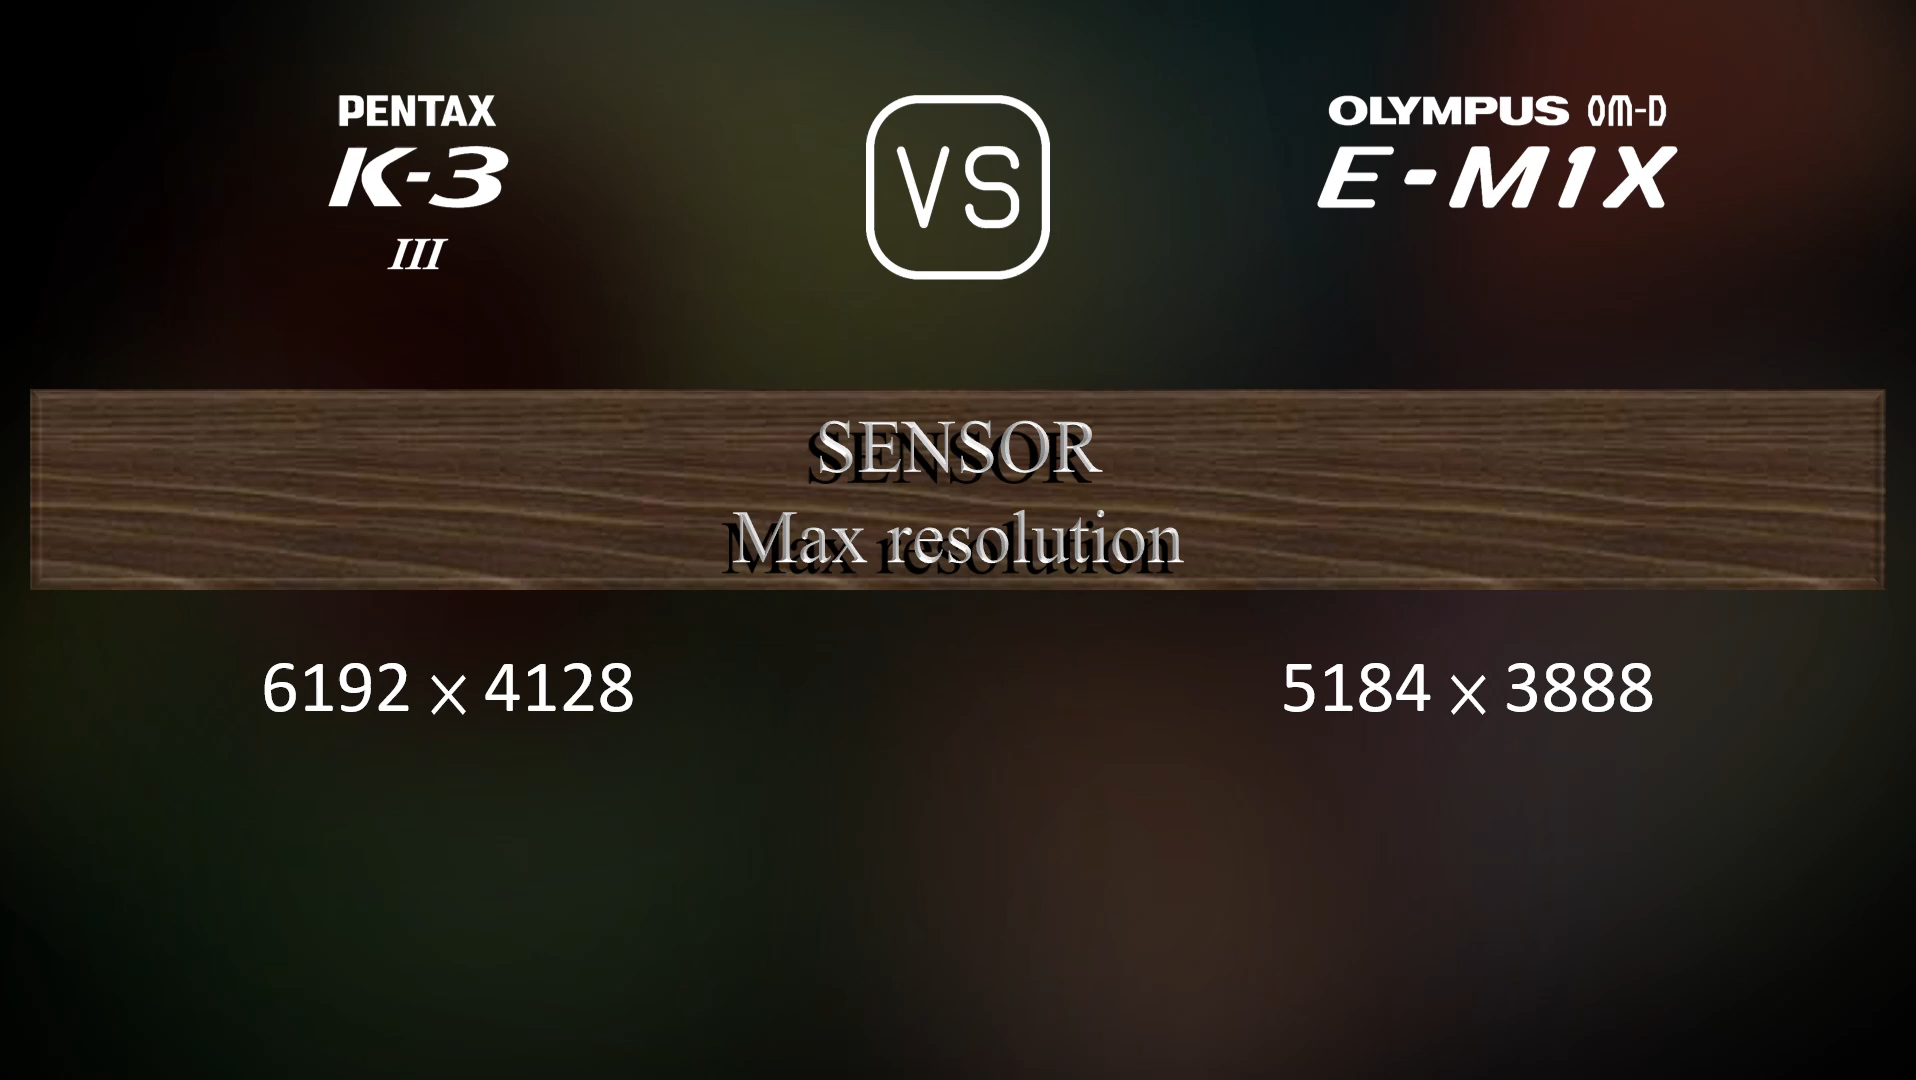 PENTAX
K-3
III
VS
OLYMPUS OM-D
E-M1X
SENSOR
Max resolution
6192 x 4128
5184 x 3888